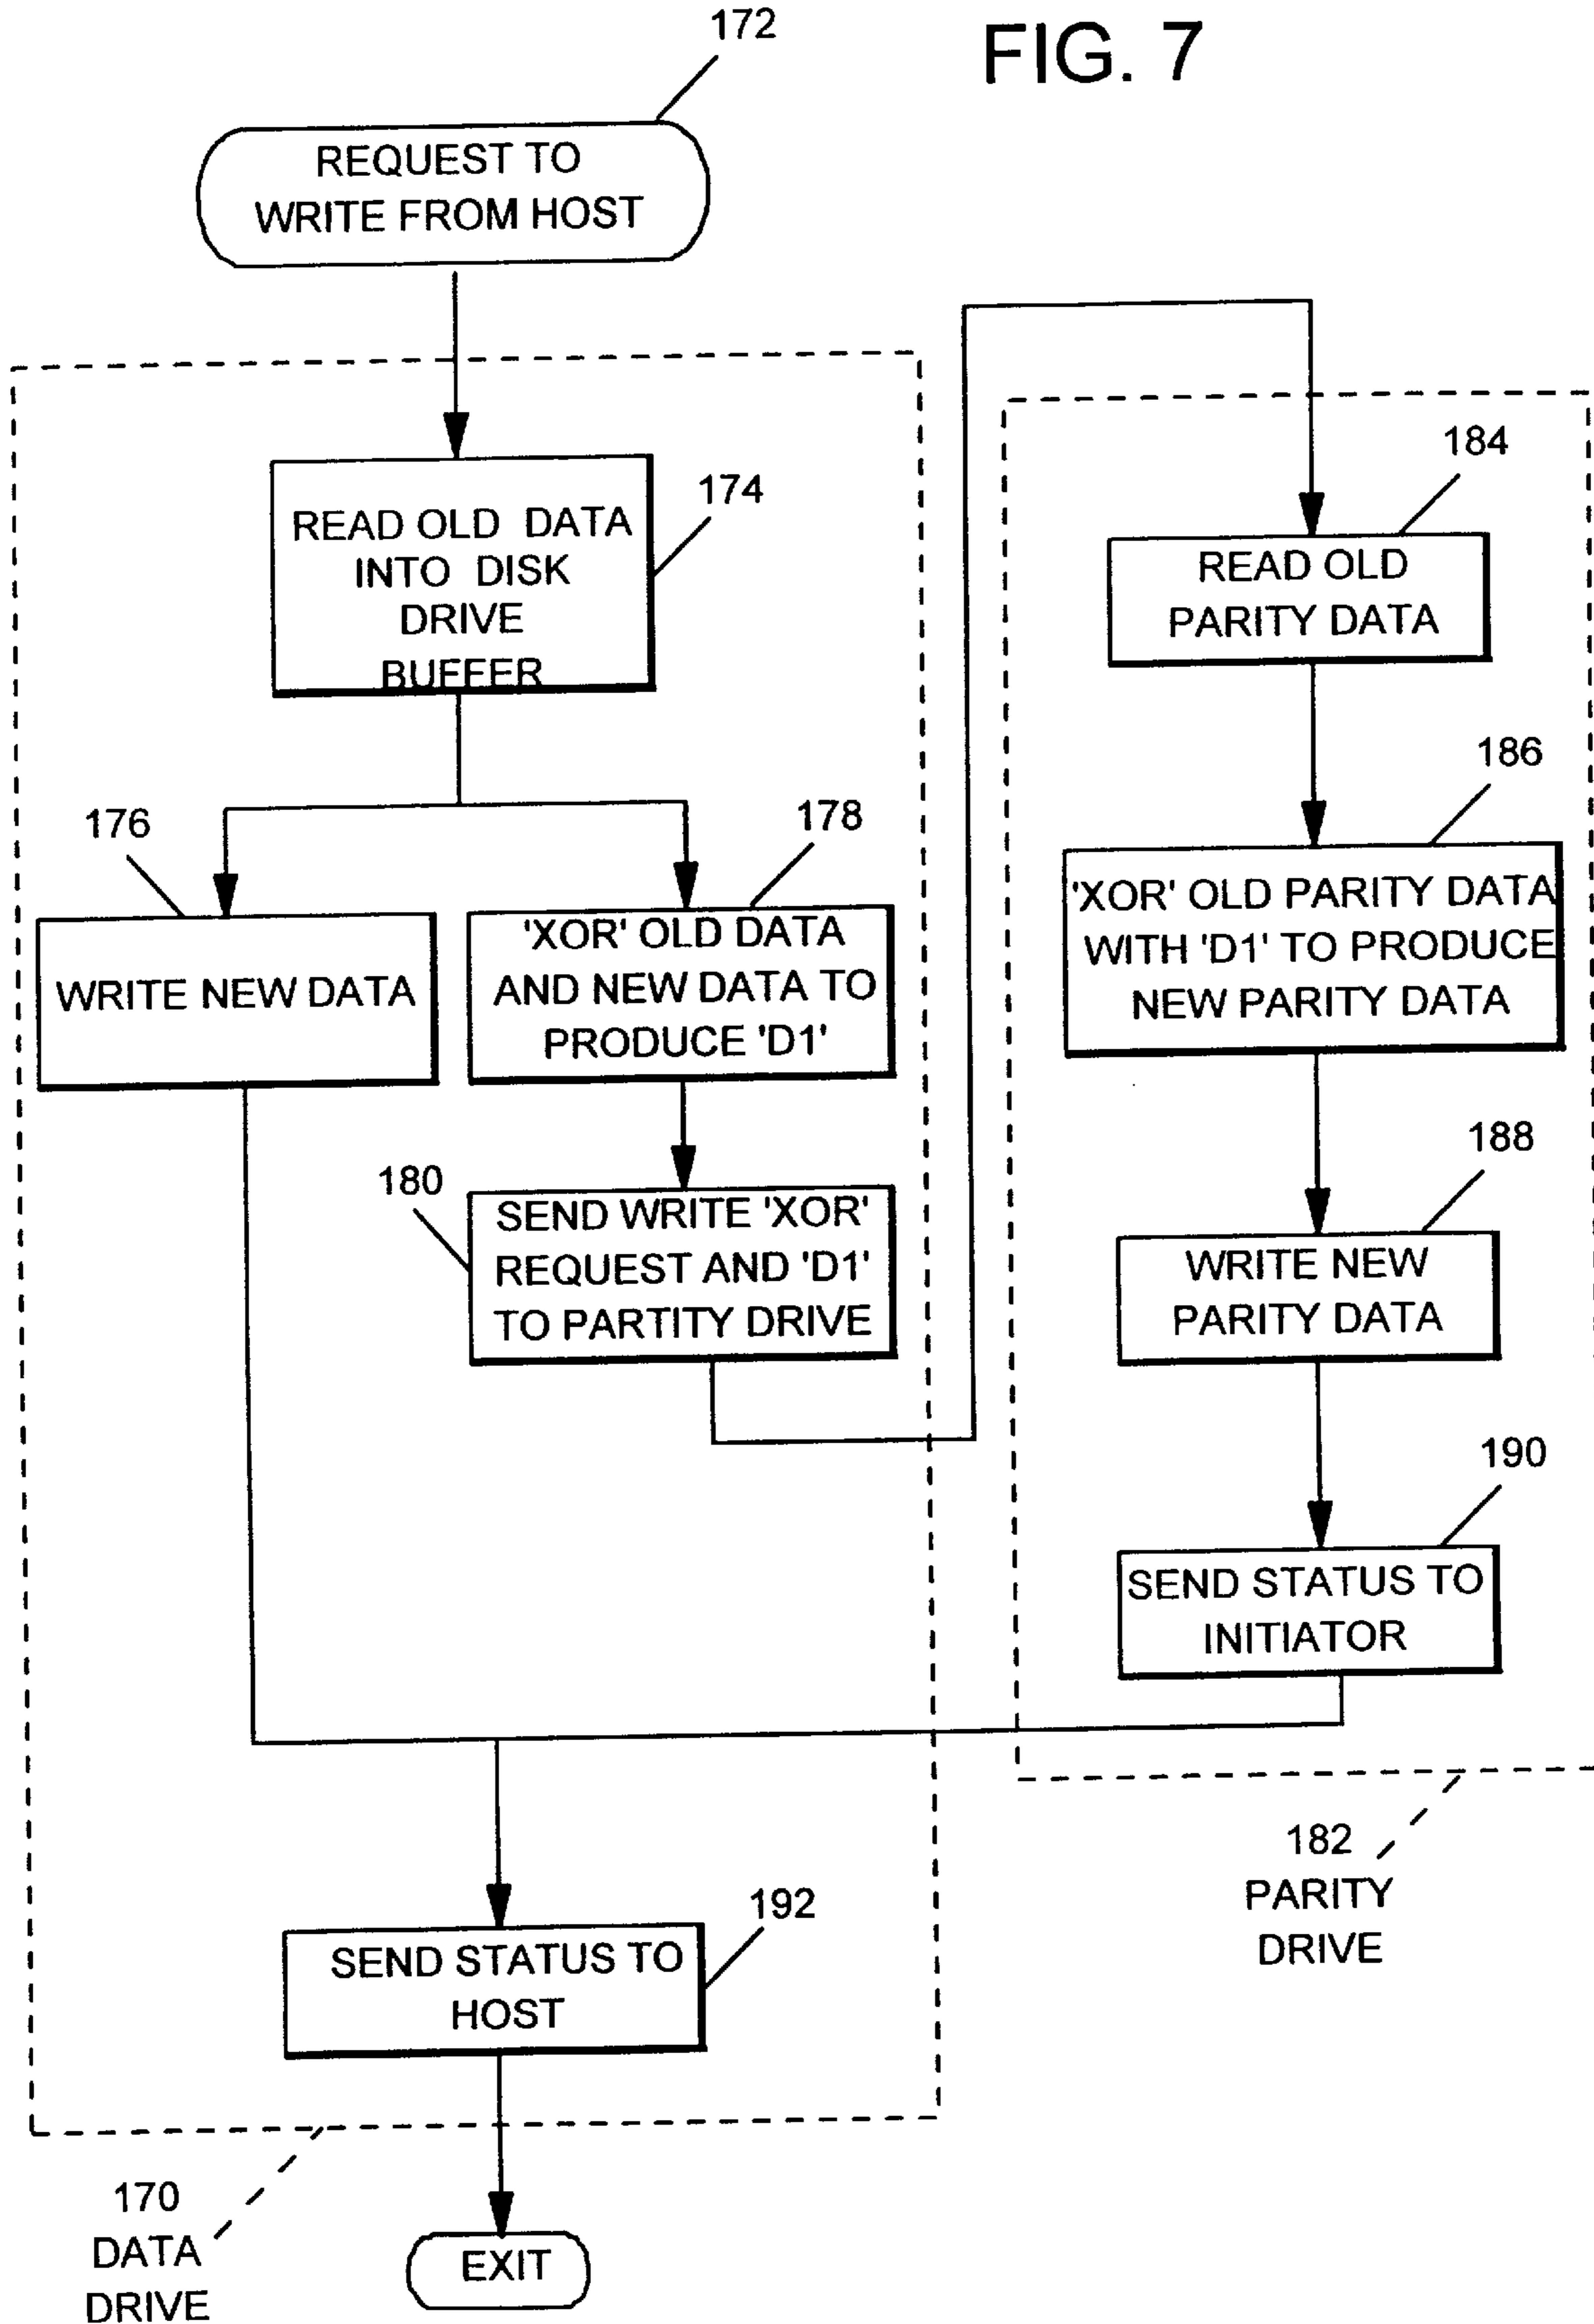 FIG. 7
172
REQUEST TO
WRITE FROM HOST
174
READ OLD DATA
INTO DISK
DRIVE
BUFFER
176
WRITE NEW DATA
178
'XOR' OLD DATA
AND NEW DATA TO
PRODUCE 'D1'
180
SEND WRITE 'XOR'
REQUEST AND 'D1'
TO PARTITY DRIVE
184
READ OLD
PARITY DATA
186
'XOR' OLD PARITY DATA
WITH 'D1' TO PRODUCE
NEW PARITY DATA
188
WRITE NEW
PARITY DATA
190
SEND STATUS TO
INITIATOR
182
PARITY
DRIVE
192
SEND STATUS TO
HOST
170
DATA
DRIVE
EXIT